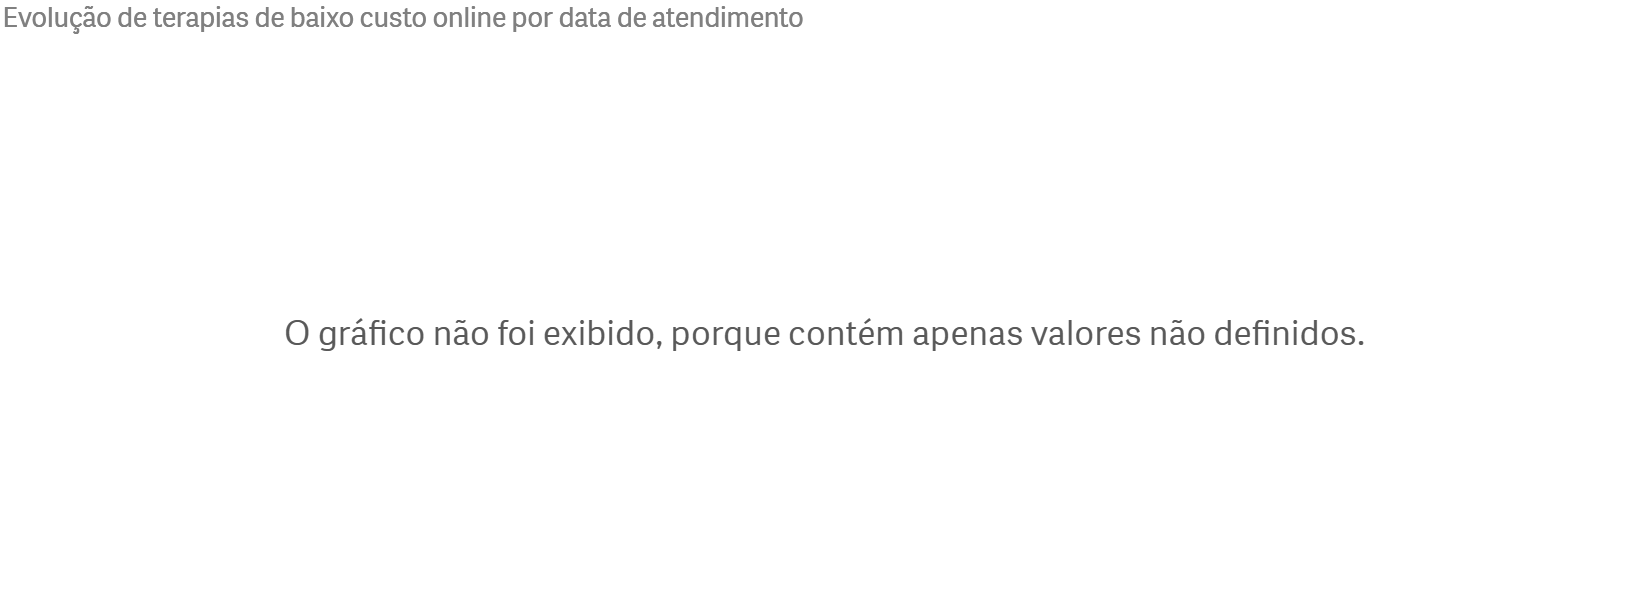 Evolução de terapias de baixo custo online por data de atendimento
O gráfico não foi exibido, porque contém apenas valores não definidos.